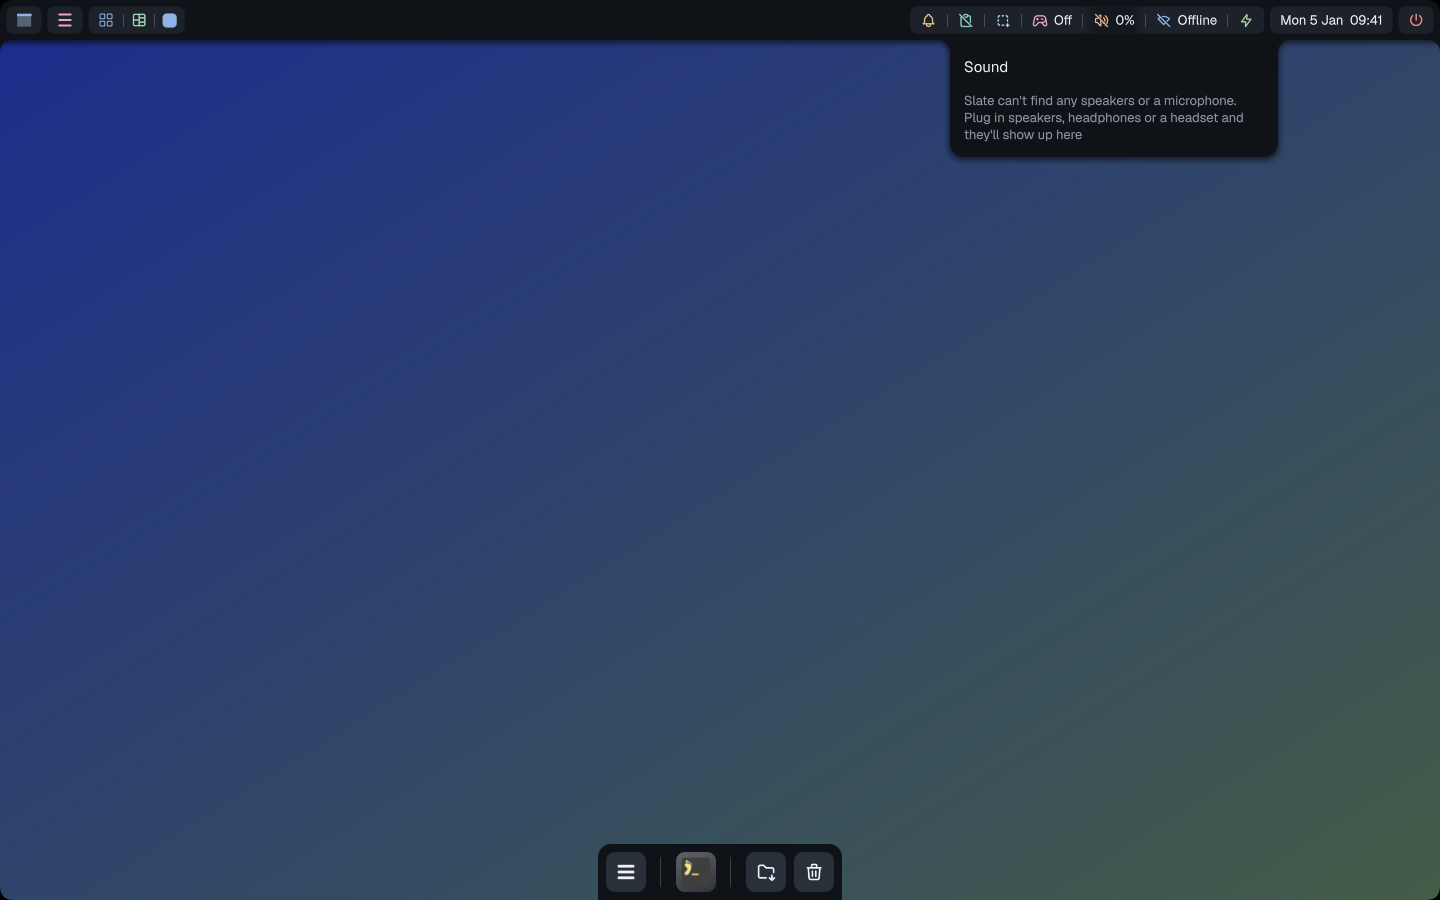 Off
0%
Offline
Mon 5 Jan 09:41
Sound
Slate can't find any speakers or a microphone.
Plug in speakers, headphones or a headset and
they'll show up here